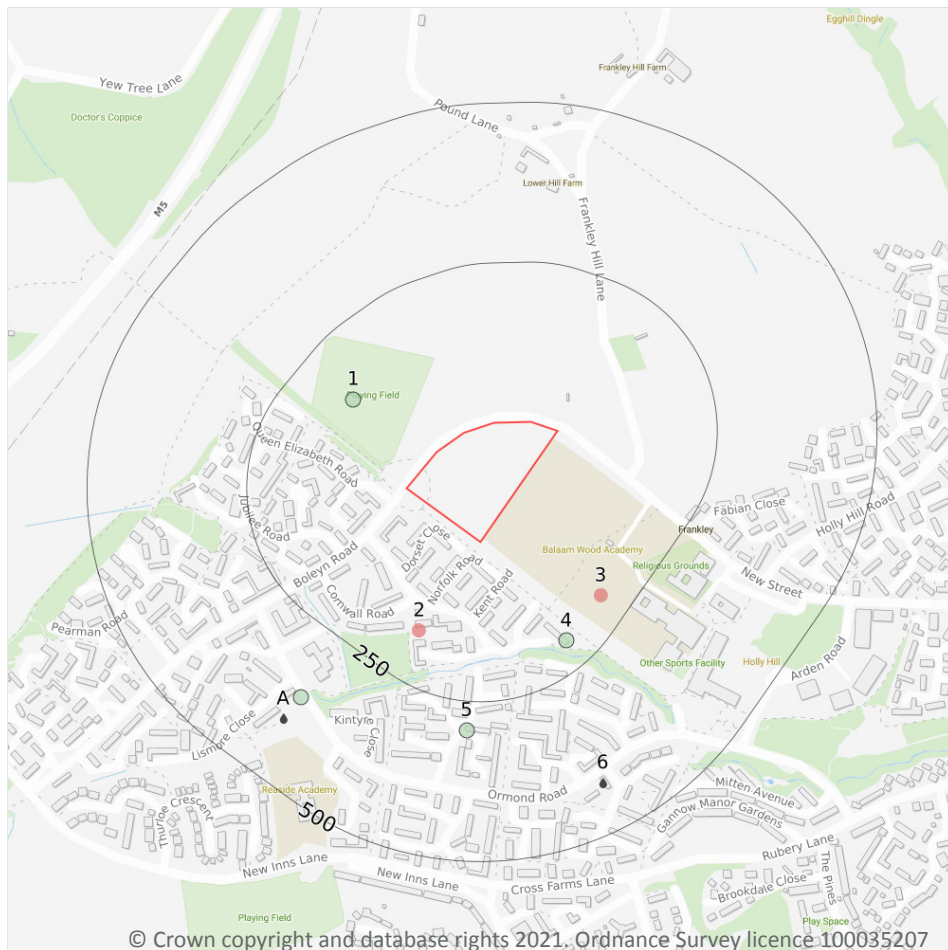 Egghill Dingle
Yew Tree Lane
Frankley Hill Farm
Doctor's Coppice
Pound Lane
Lower Hill Farm
M5
Frankley Hill Lane
1
Playing Field
Queen Elizabeth Road
Jubilee Road
Fabian Close
Holly Hill Road
Frankley
Dorset Close
Boleyn Road
Norfolk Road
Balaam Wood Academy
Religious Grounds
New Street
Kent Road
3
Cornwall Road
2
Pearman Road
4
Arden Road
250
Other Sports Facility
Holly Hill
A
Kintyre Close
5
Lismore Close
6
Reaside Academy
Ormond Road
Mitten Avenue
Thurloe Crescent
Gannow Manor Gardens
500
Rubery Lane
New Inns Lane
New Inns Lane
Cross Farms Lane
The Pines
Brookdale Close
Playing Field
Play Space
© Crown copyright and database rights 2021. Ordnance Survey licence 100035207